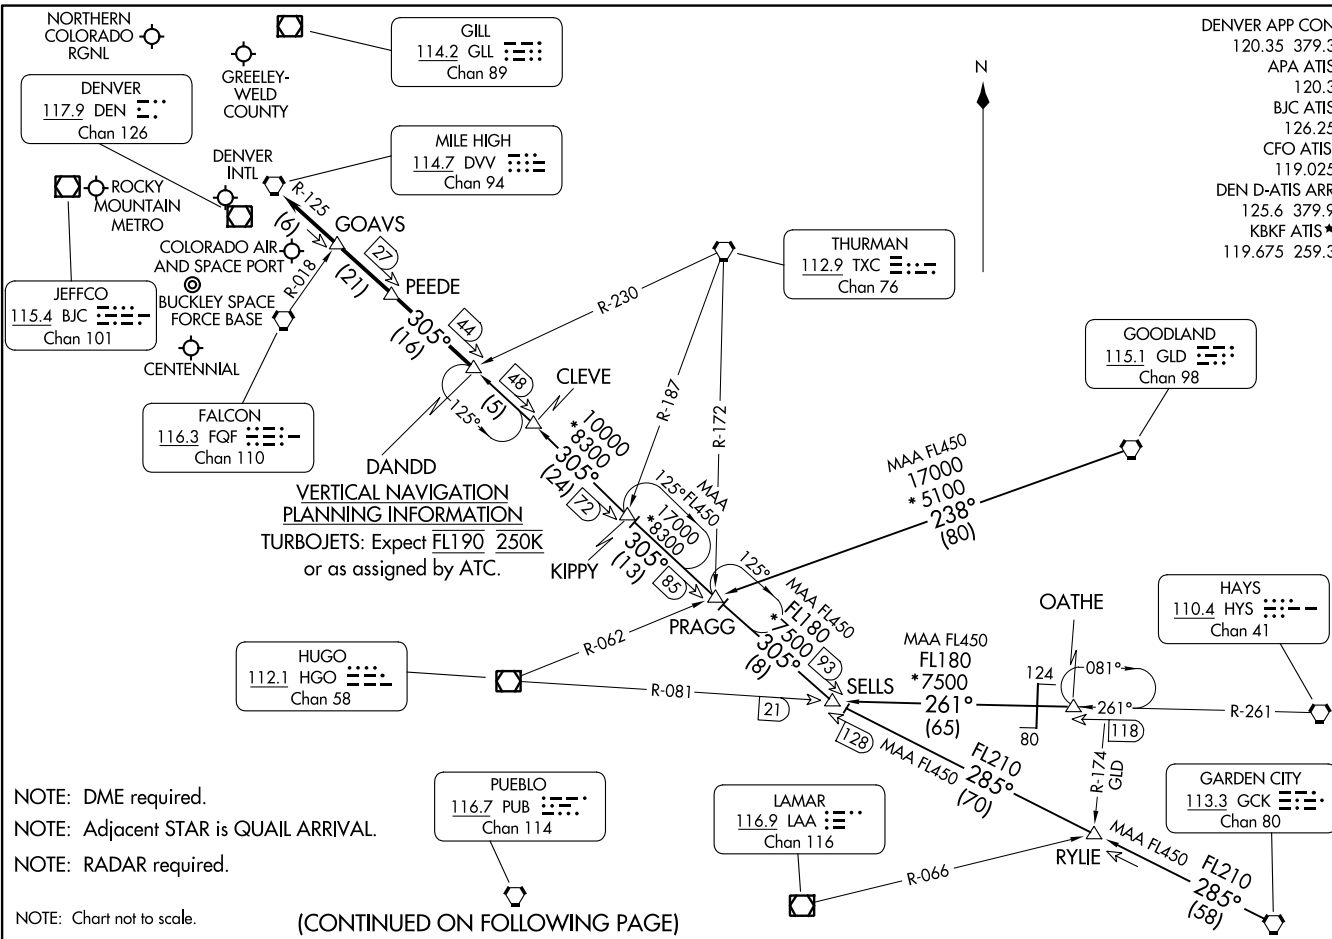 NORTHERN
COLORADO
RGNL
GILL
114.2 GLL
Chan 89
GREELEY-
WELD
COUNTY
DENVER
117.9 DEN
Chan 126
MILE HIGH
114.7 DVV
Chan 94
DENVER
INTL
ROCKY
MOUNTAIN
METRO
COLORADO AIR
AND SPACE PORT
BUCKLEY SPACE
FORCE BASE
CENTENNIAL
JEFFCO
115.4 BJC
Chan 101
FALCON
116.3 FQF
Chan 110
N
DENVER APP CON
120.35 379.3
APA ATIS
120.3
BJC ATIS
126.25
CFO ATIS
119.025
DEN D-ATIS ARR
125.6 379.9
KBKF ATIS★
119.675 259.3
THURMAN
112.9 TXC
Chan 76
GOODLAND
115.1 GLD
Chan 98
R-125
(6)
GOAVS
R-018
(21)
27
PEEDE
305°
(16)
44
R-230
R-187
R-172
125°
(5)
48
CLEVE
DANDD
VERTICAL NAVIGATION
PLANNING INFORMATION
TURBOJETS: Expect FL190 250K
or as assigned by ATC.
10000
*8300
305°
(24)
72
KIPPY
125°
MAA
FL450
17000
*8300
305°
(13)
85
PRAGG
MAA FL450
17000
*5100
238°
(80)
125°
MAA FL450
FL180
*7500
305°
(8)
93
SELLS
HUGO
112.1 HGO
Chan 58
R-062
R-081
21
MAA FL450
FL180
*7500
261°
(65)
OATHE
124
80
081°
261°
118
R-261
HAYS
110.4 HYS
Chan 41
128
MAA FL450
FL210
285°
(70)
R-174
GLD
RYLIE
MAA FL450
FL210
285°
(58)
GARDEN CITY
113.3 GCK
Chan 80
LAMAR
116.9 LAA
Chan 116
R-066
PUEBLO
116.7 PUB
Chan 114
NOTE: DME required.
NOTE: Adjacent STAR is QUAIL ARRIVAL.
NOTE: RADAR required.
NOTE: Chart not to scale.
(CONTINUED ON FOLLOWING PAGE)